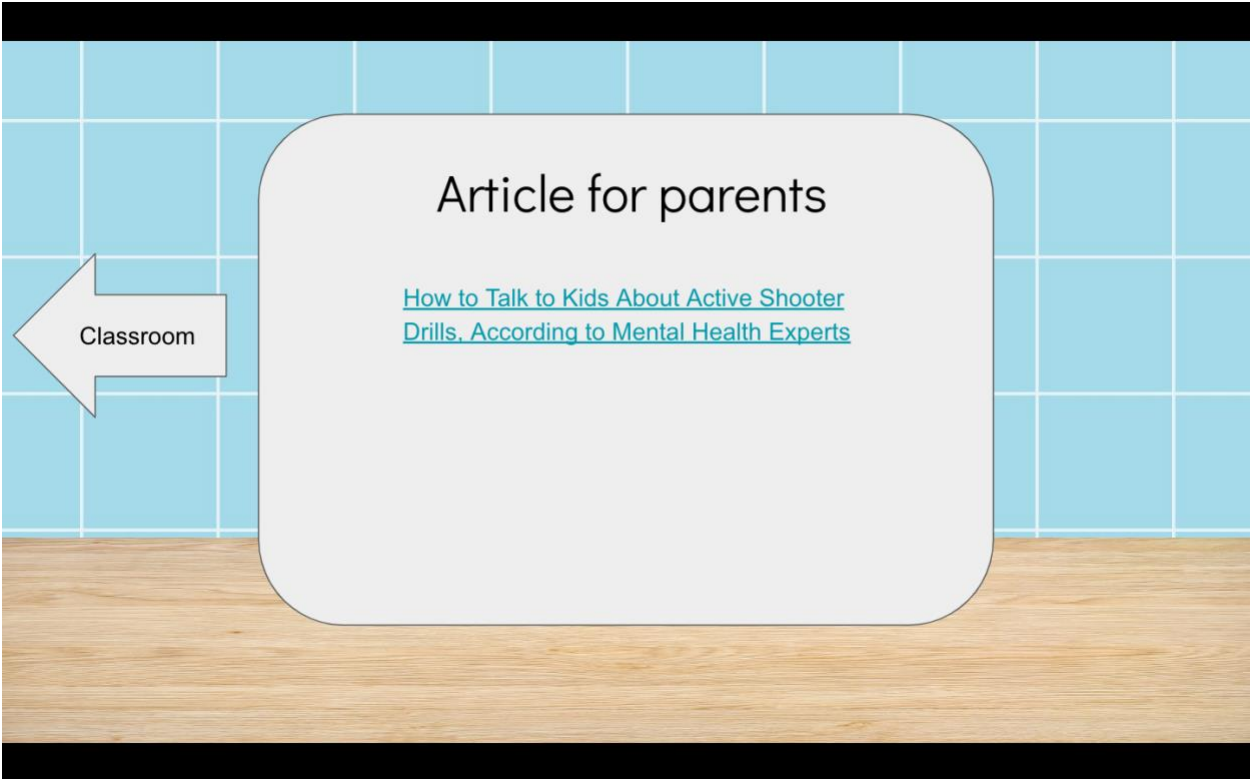 Article for parents
How to Talk to Kids About Active Shooter
Drills, According to Mental Health Experts
Classroom